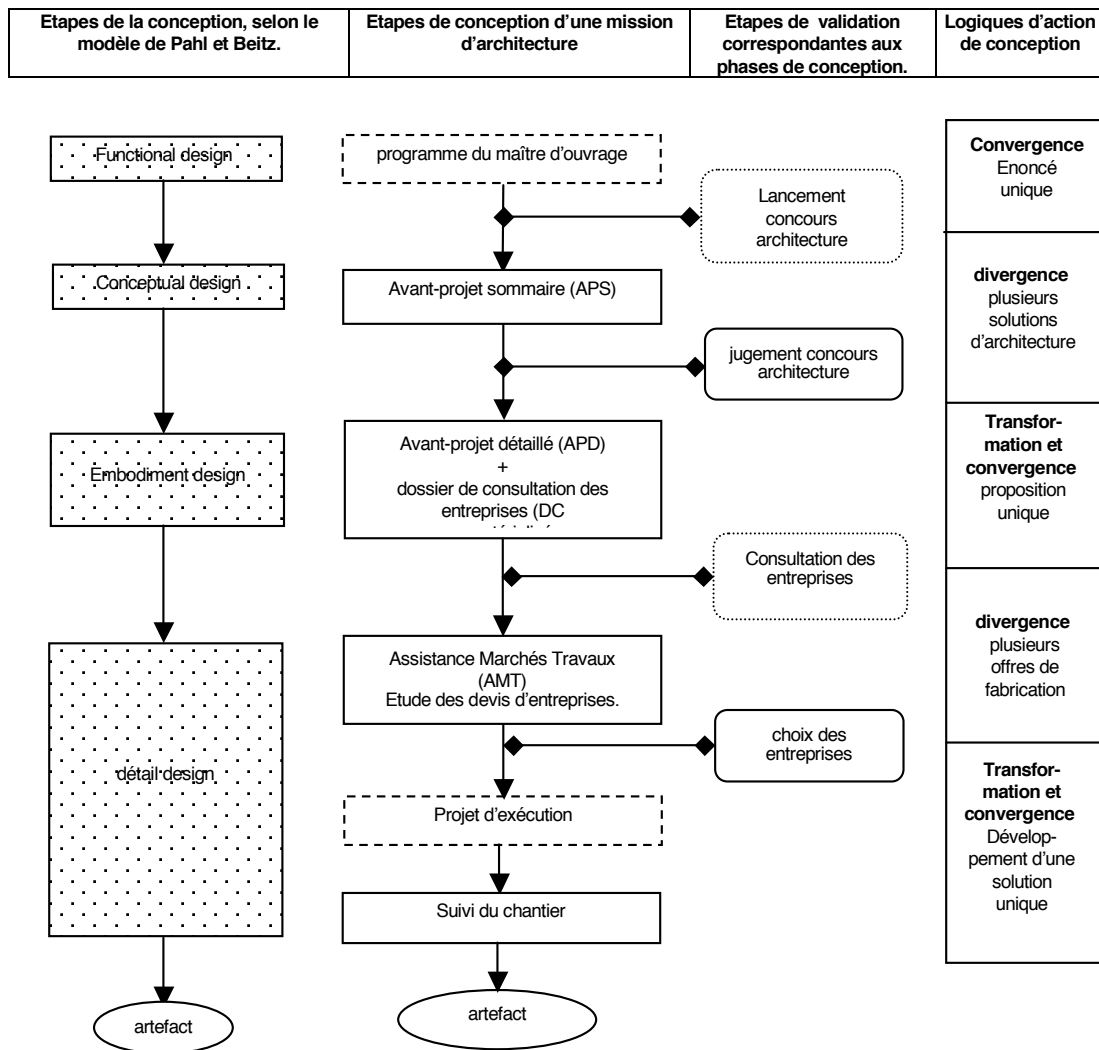 Etapes de la conception, selon le
modèle de Pahl et Beitz.
Etapes de conception d'une mission
d'architecture
Etapes de validation
correspondantes aux
phases de conception.
Logiques d'action
de conception
Functional design
Conceptual design
Embodiment design
détail design
artefact
programme du maître d'ouvrage
Avant-projet sommaire (APS)
Avant-projet détaillé (APD)
+
dossier de consultation des
entreprises (DC
Assistance Marchés Travaux
(AMT)
Etude des devis d'entreprises.
Projet d'exécution
Suivi du chantier
artefact
Lancement
concours
architecture
jugement concours
architecture
Consultation des
entreprises
choix des
entreprises
Convergence
Enoncé
unique
divergence
plusieurs
solutions
d'architecture
Transfor-
mation et
convergence
proposition
unique
divergence
plusieurs
offres de
fabrication
Transfor-
mation et
convergence
Dévelop-
pement d'une
solution
unique